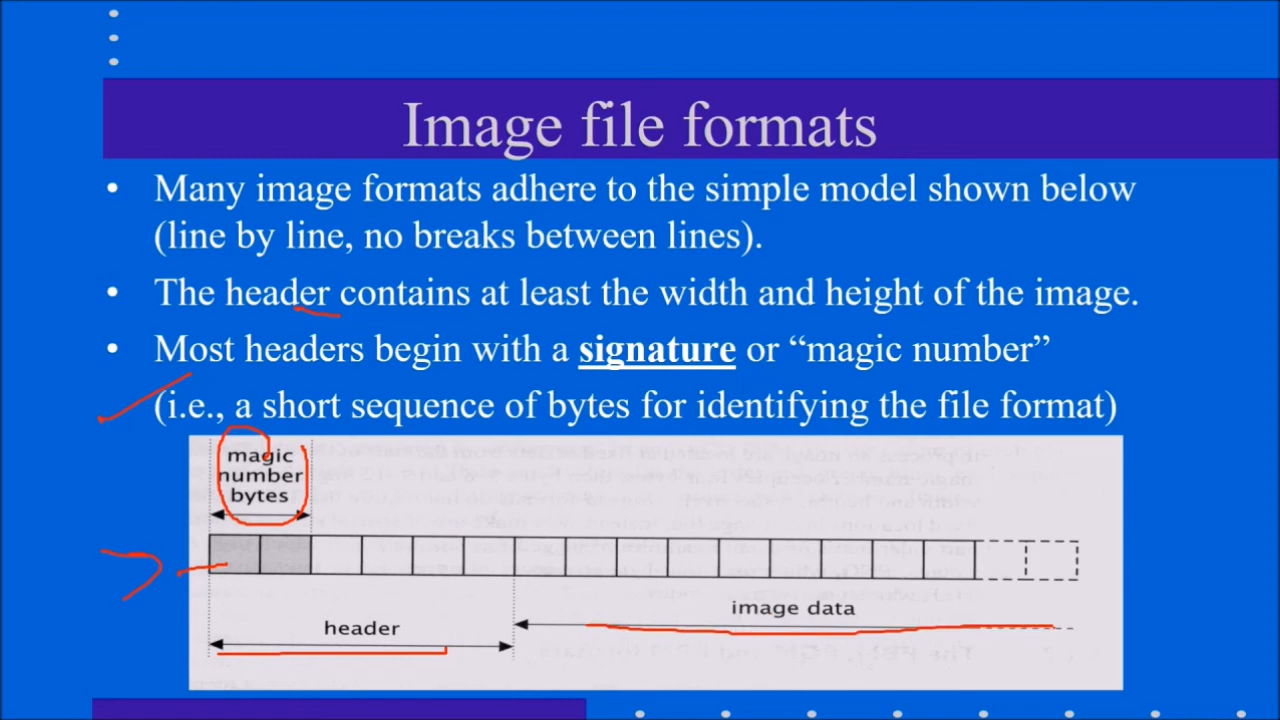 Image file formats
• Many image formats adhere to the simple model shown below
(line by line, no breaks between lines).
• The header contains at least the width and height of the image.
• Most headers begin with a signature or “magic number”
(i.e., a short sequence of bytes for identifying the file format)
magic
number
bytes
image data
header